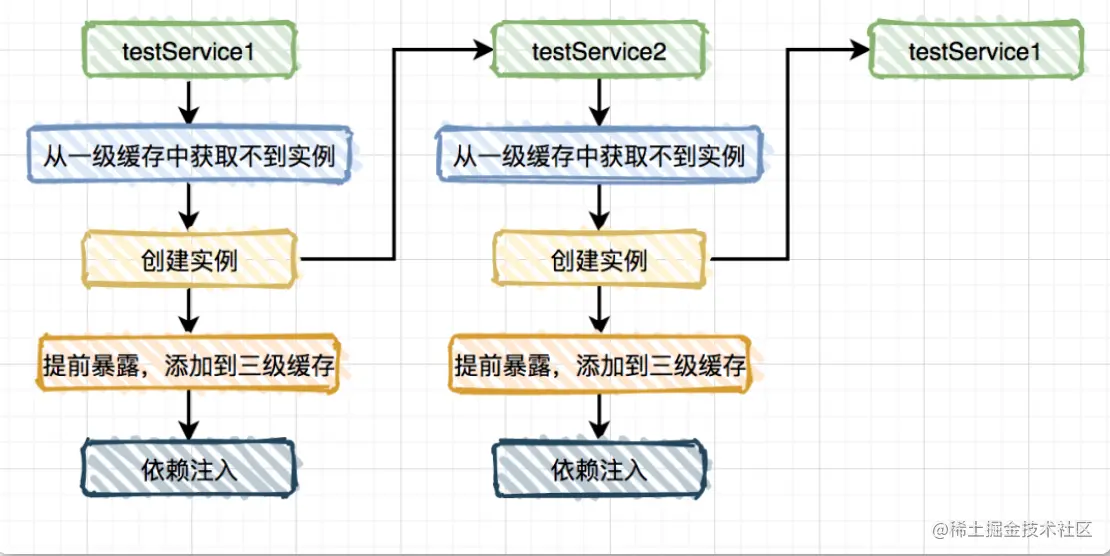 testService1
从一级缓存中获取不到实例
创建实例
提前暴露，添加到三级缓存
依赖注入
testService2
从一级缓存中获取不到实例
创建实例
提前暴露，添加到三级缓存
依赖注入
testService1
@稀土掘金技术社区